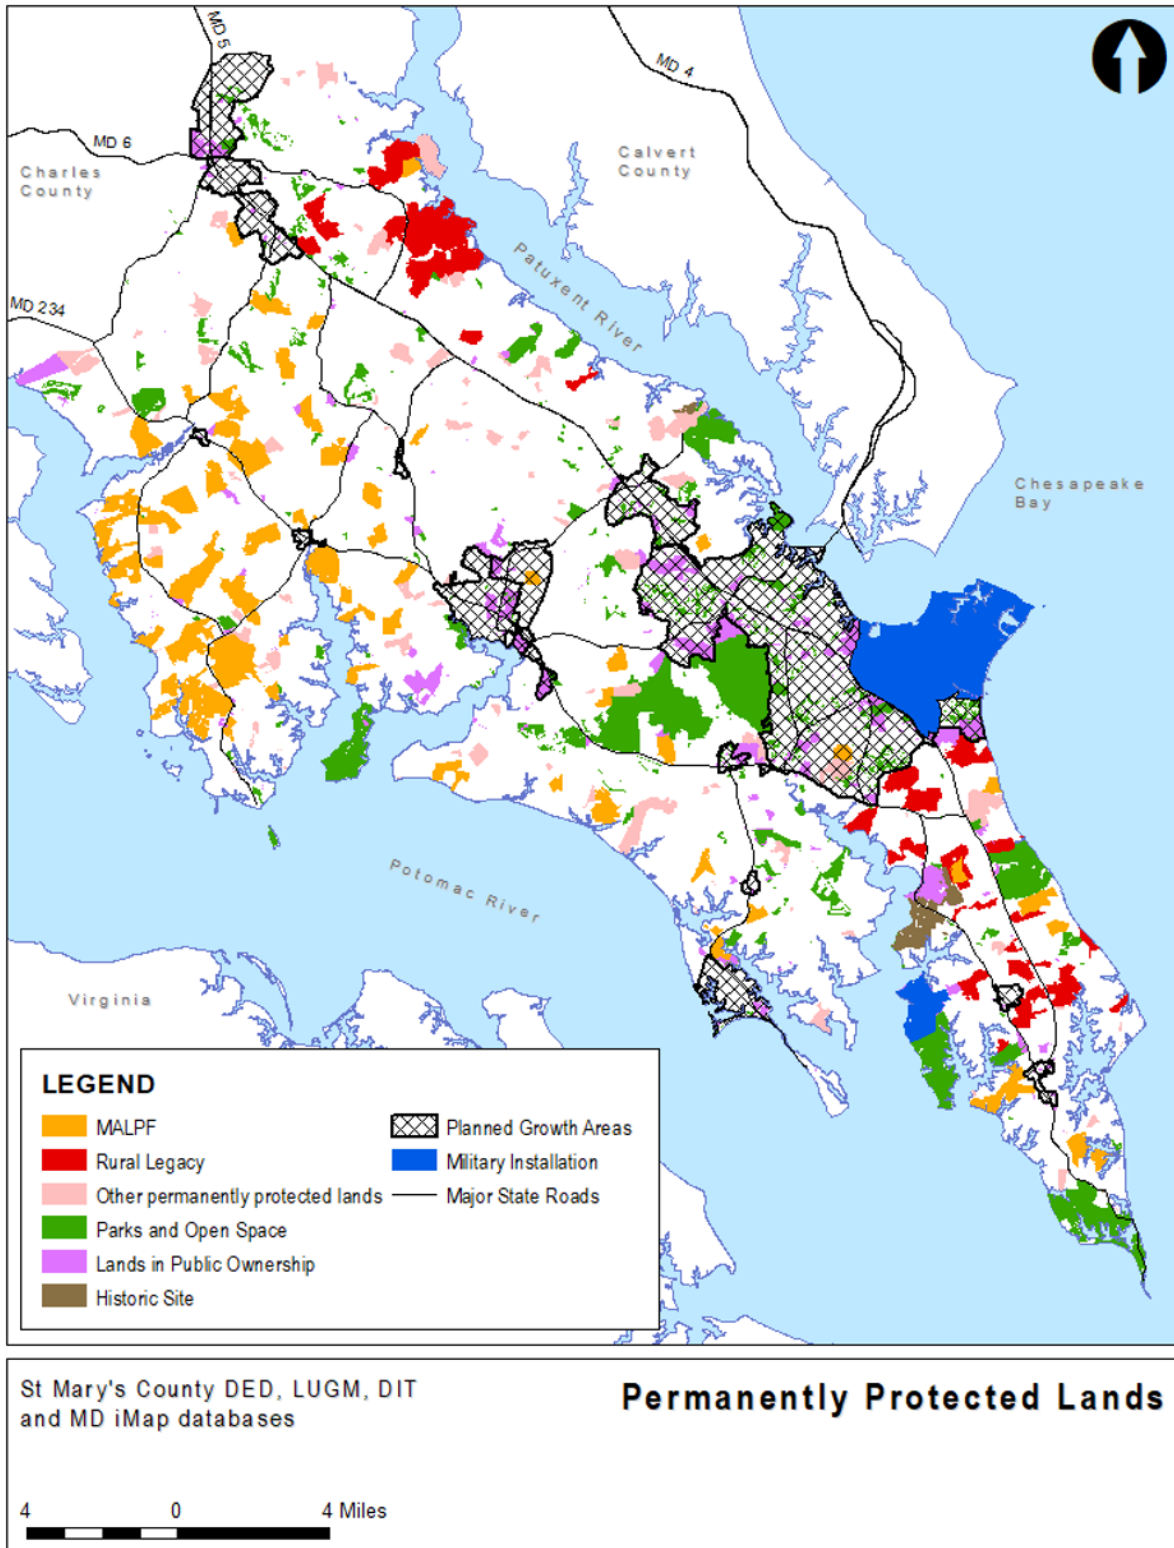 MD 5
MD 4
MD 6
Charles
County
Calvert
County
Patuxent River
MD 234
Chesapeake
Bay
Potomac River
Virginia
LEGEND
MALPF
Rural Legacy
Other permanently protected lands
Parks and Open Space
Lands in Public Ownership
Historic Site
Planned Growth Areas
Military Installation
Major State Roads
St Mary's County DED, LUGM, DIT
and MD iMap databases
Permanently Protected Lands
4 0 4 Miles